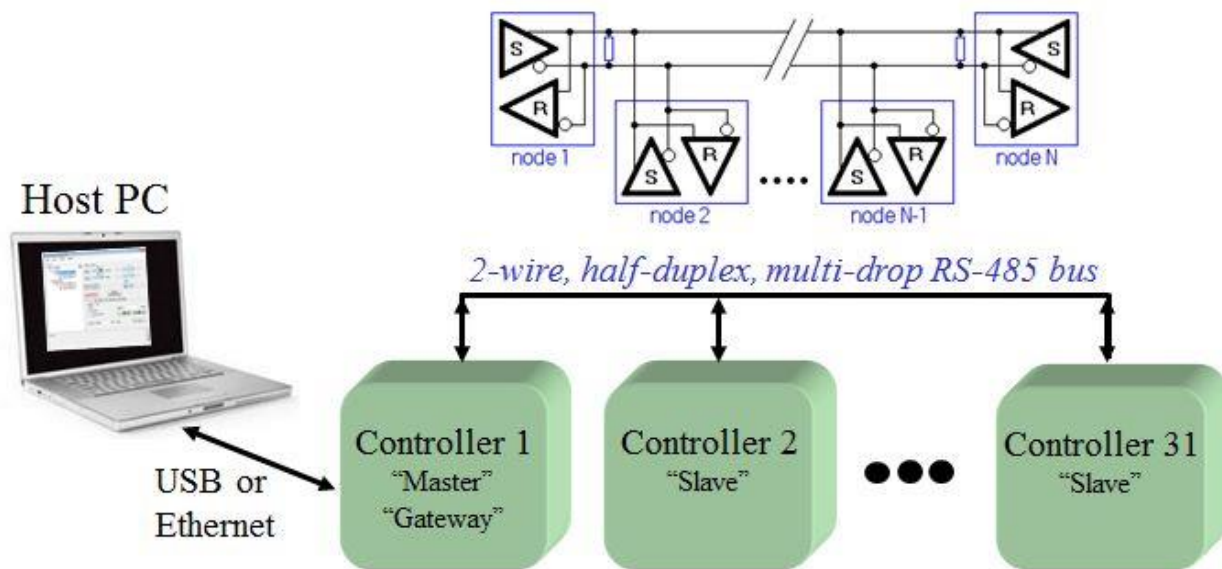 S
S
R
R
node 1
node N
S
R
S
R
....
node 2
node N-1
Host PC
2-wire, half-duplex, multi-drop RS-485 bus
Controller 1
“Master”
“Gateway”
Controller 2
“Slave”
Controller 31
“Slave”
USB or
Ethernet